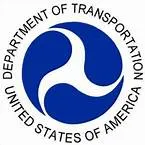 DEPARTMENT OF TRANSPORTATION
UNITED STATES OF AMERICA